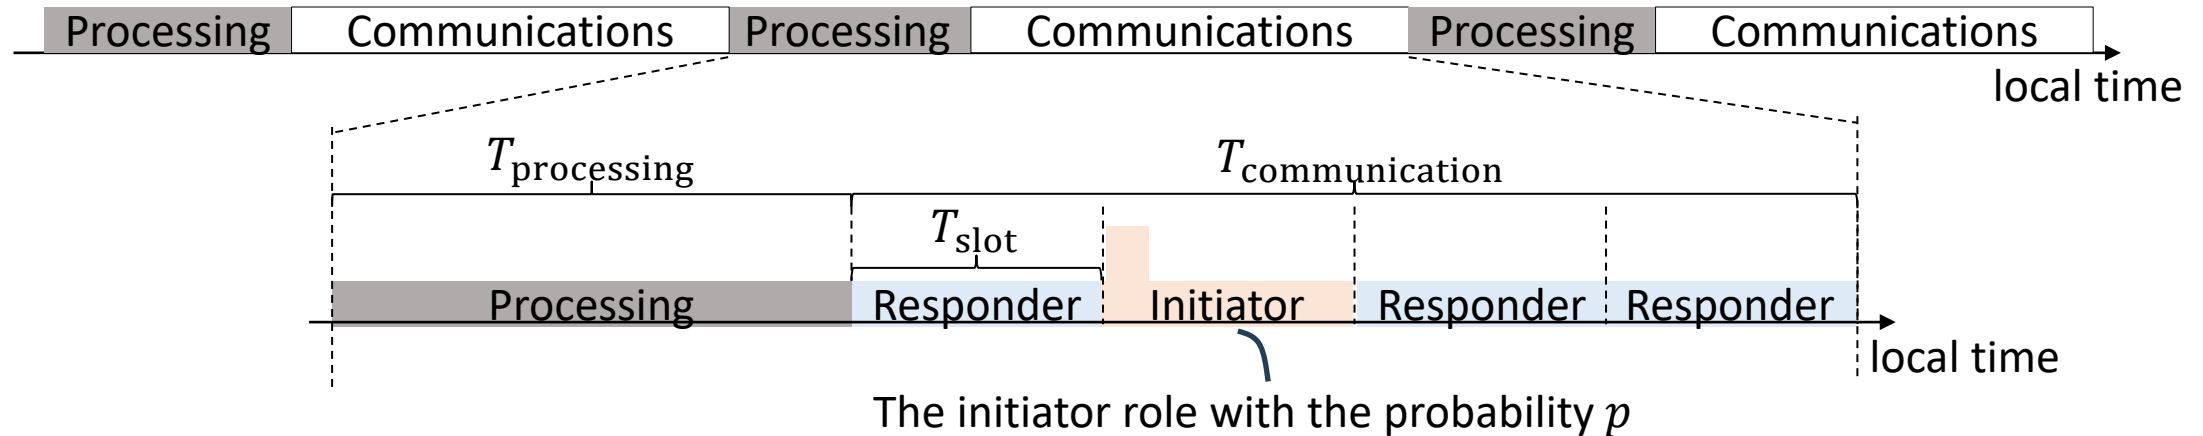 Processing Communications Processing Communications Processing Communications
local time
T_processing T_communication
T_slot
Processing Responder Initiator Responder Responder
local time
The initiator role with the probability p